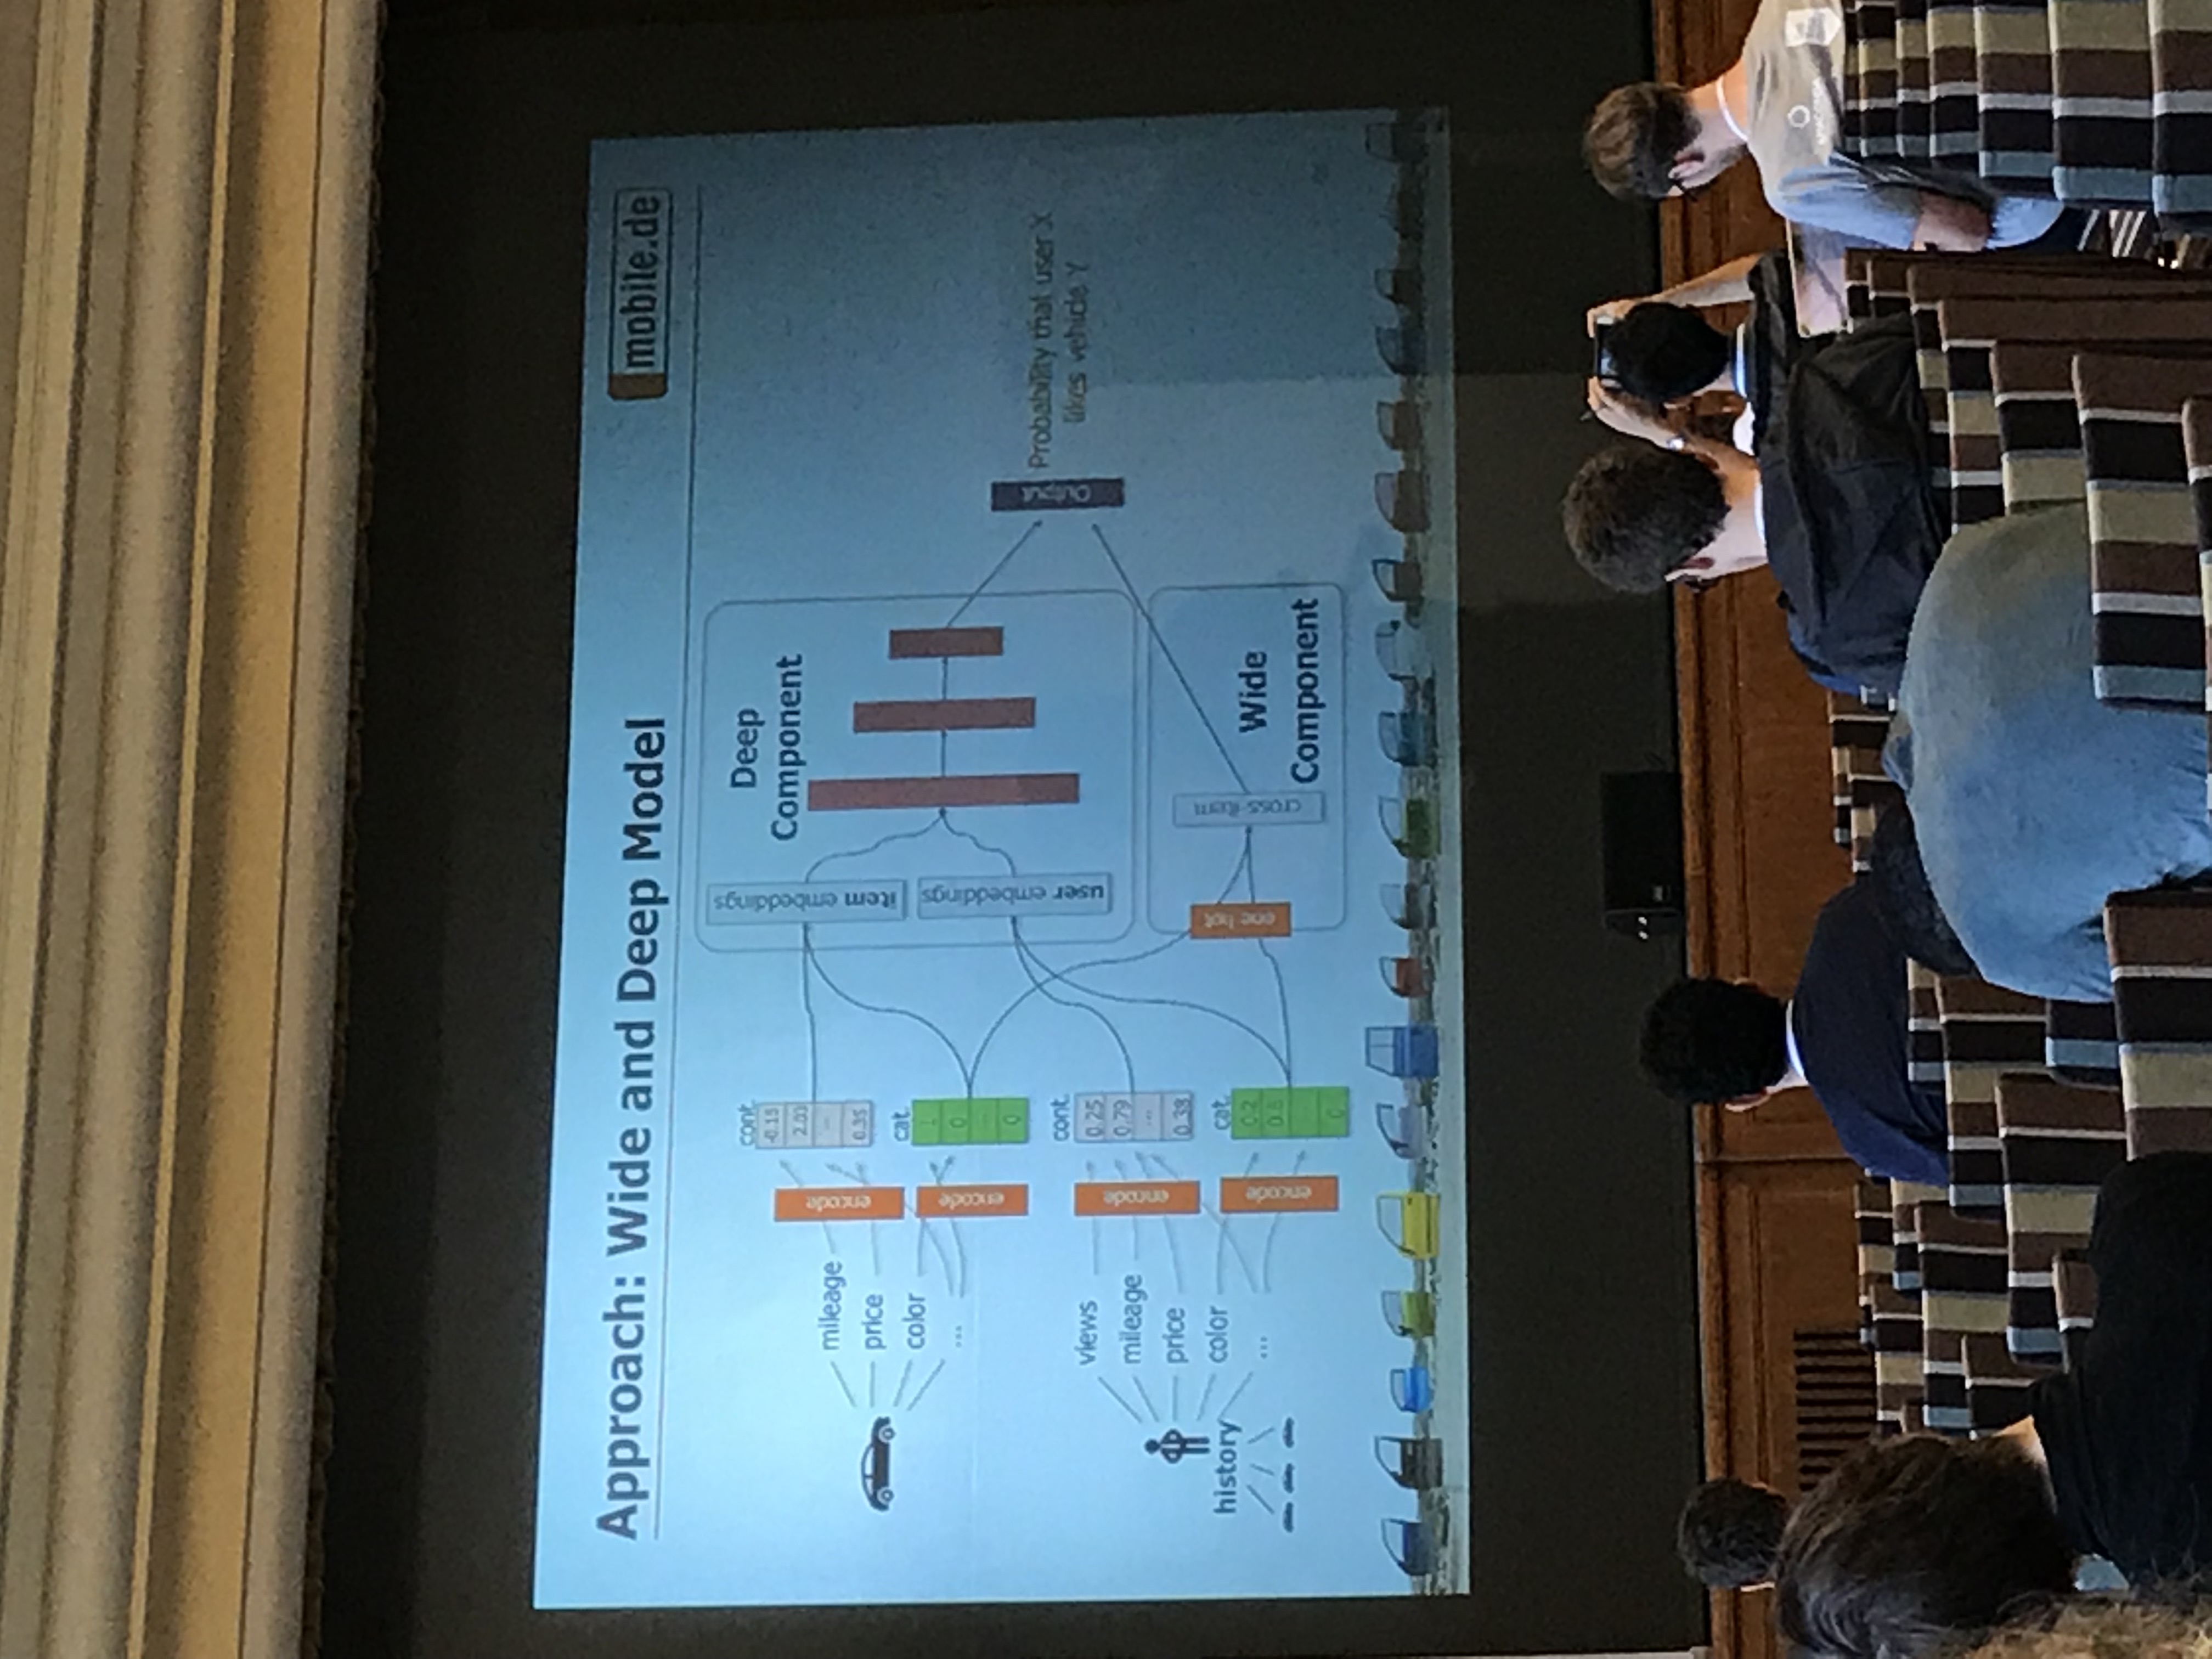 Approach: Wide and Deep Model
mobile.de
cont.
-0.15
2.03
...
0.35
mileage
price
color
...
encode
encode
cat.
1
0
...
0
item embeddings
user embeddings
Deep
Component
views
mileage
price
color
...
history
encode
encode
cont.
0.25
0.79
...
0.38
cat.
0.2
0.8
0
one hot
cross-item
Wide
Component
Output
Probability that user X
likes vehicle Y